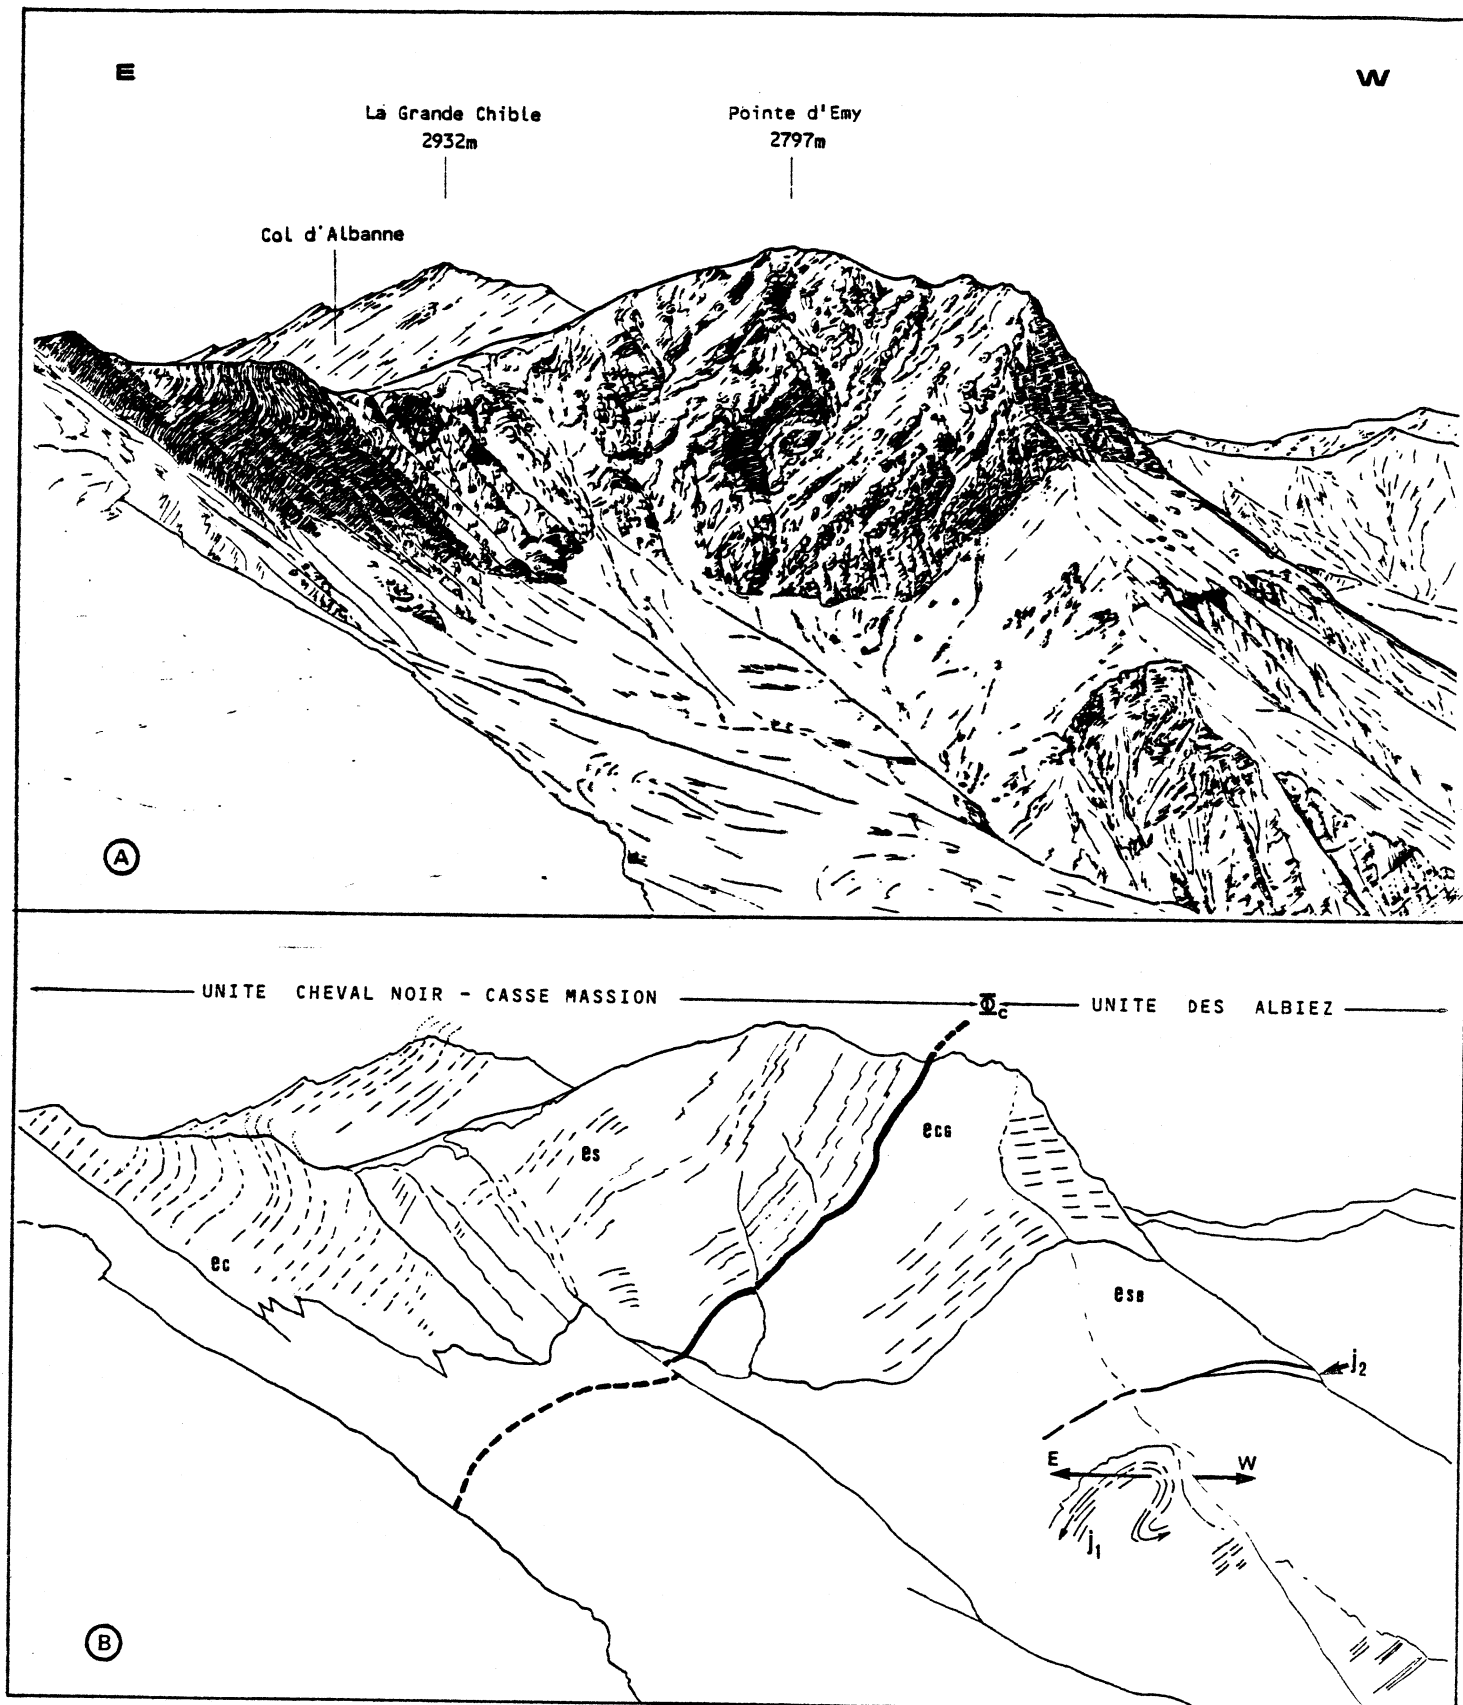 E
W
La Grande Chible
2932m
Pointe d'Emy
2797m
Col d'Albanne
A
UNITE CHEVAL NOIR - CASSE MASSION
Φc
UNITE DES ALBIEZ
ecG
es
ec
esB
j2
E
W
j1
B